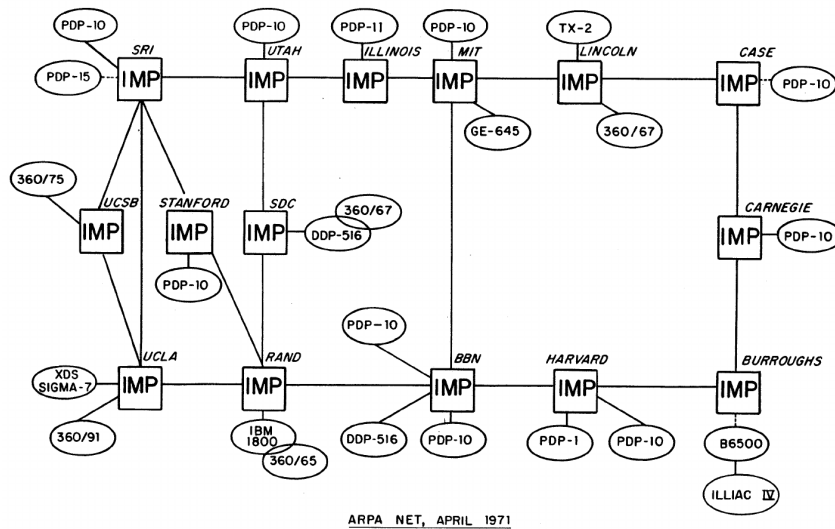 PDP-10
PDP-10
PDP-11
PDP-10
TX-2
SRI
UTAH
ILLINOIS
MIT
LINCOLN
CASE
PDP-15
IMP
IMP
IMP
IMP
IMP
IMP
PDP-10
GE-645
360/67
360/75
UCSB
STANFORD
SDC
360/67
CARNEGIE
IMP
IMP
IMP
DDP-516
IMP
PDP-10
PDP-10
PDP-10
UCLA
RAND
BBN
HARVARD
BURROUGHS
XDS
SIGMA-7
IMP
IMP
IMP
IMP
IMP
360/91
IBM
1800
360/65
DDP-516
PDP-10
PDP-1
PDP-10
B6500
ILLIAC IV
ARPA NET, APRIL 1971